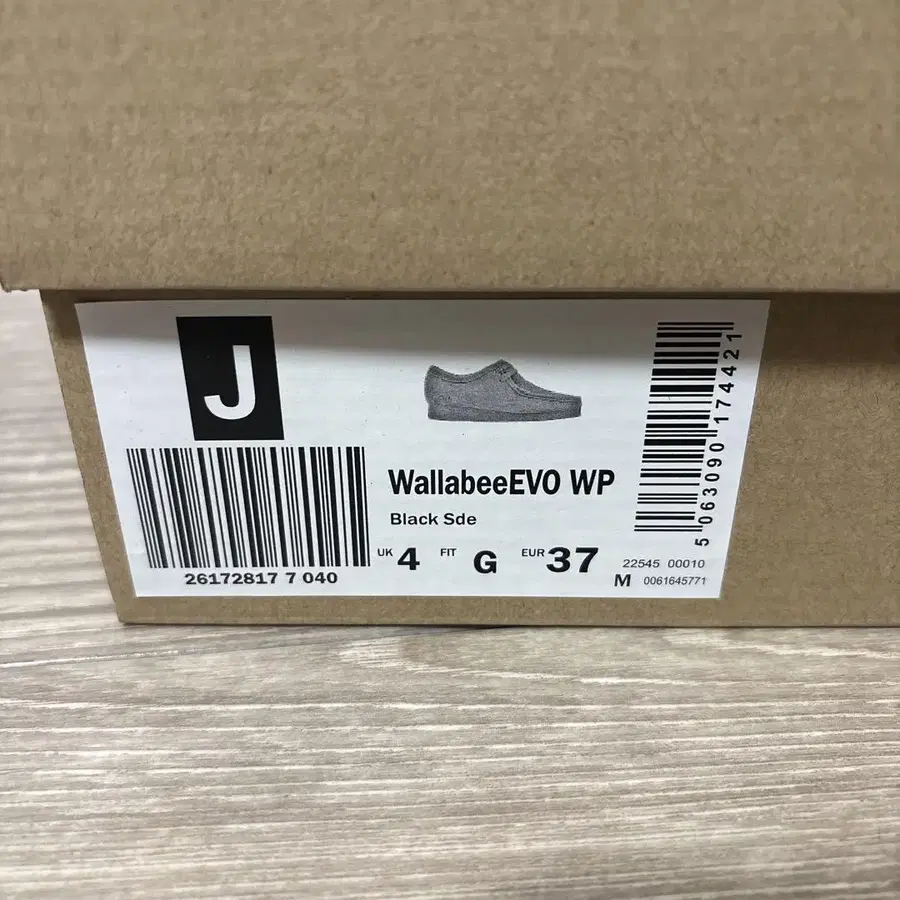 J
26172817 7 040
WallabeeEVO WP
Black Sde
UK 4 FIT G EUR 37
22545 00010
M 0061645771
5 063090 174421